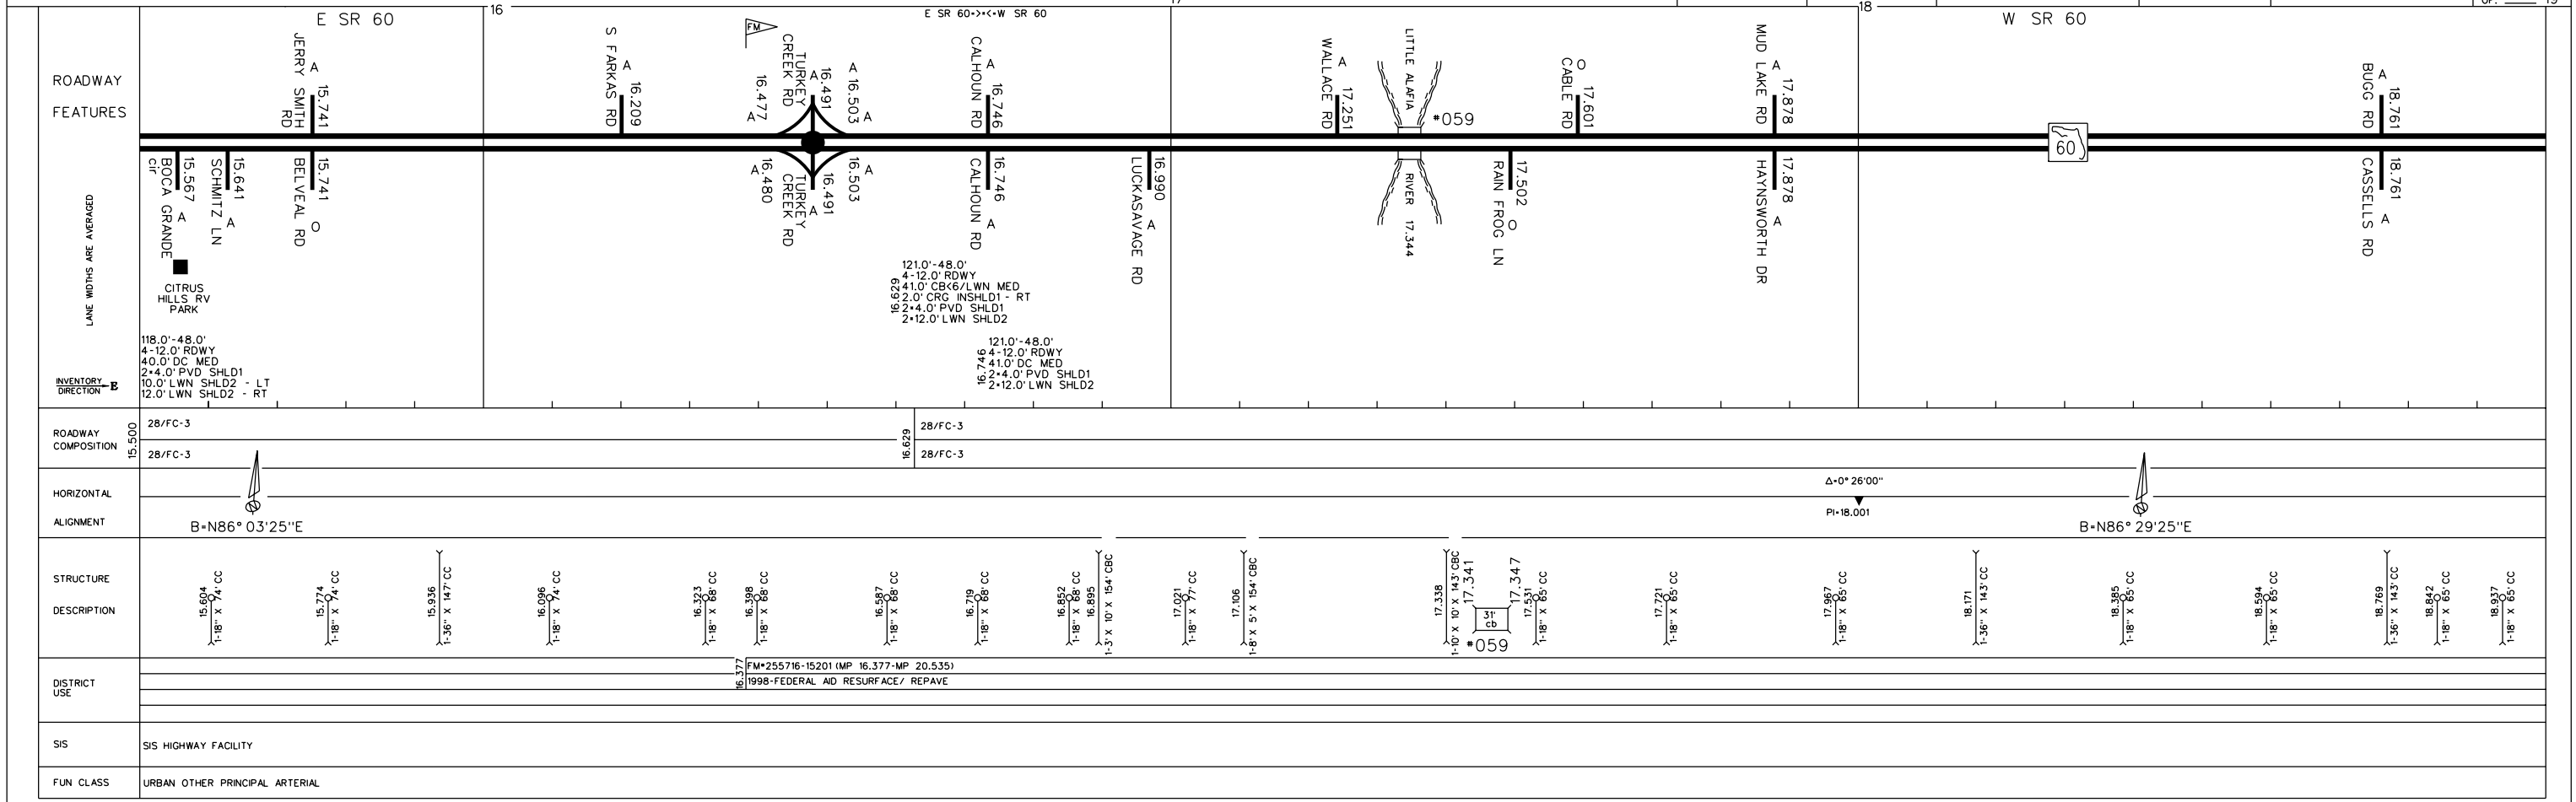 16
17
18
OF. 19
E SR 60
E SR 60->-<-W SR 60
W SR 60
ROADWAY
FEATURES
JERRY SMITH
RD
A
15.741
S FARKAS RD
A
16.209
FM
16.477
A
TURKEY
CREEK RD
A
16.491
A 16.503
A
CALHOUN RD
A
16.746
WALLACE RD
A
17.251
LITTLE ALAFIA
RIVER 17.344
#059
CABLE RD
O
17.601
MUD LAKE RD
A
17.878
60
BUGG RD
A
18.761
15.567
BOCA GRANDE
cir
A
15.641
SCHMITZ LN
A
15.741
BELVEAL RD
O
A
16.480
TURKEY
CREEK RD
16.491
A
16.503
A
16.746
CALHOUN RD
A
16.990
LUCKASAVAGE RD
A
17.502
RAIN FROG LN
O
17.878
HAYNSWORTH DR
A
18.761
CASSELLS RD
A
CITRUS
HILLS RV
PARK
LANE WIDTHS ARE AVERAGED
INVENTORY
DIRECTION
E
118.0'-48.0'
4-12.0' RDWY
40.0' DC MED
2*4.0' PVD SHLD1
10.0' LWN SHLD2 - LT
12.0' LWN SHLD2 - RT
16.629
121.0'-48.0'
4-12.0' RDWY
41.0' CB<6/LWN MED
2.0' CRG INSHLD1 - RT
2*4.0' PVD SHLD1
2*12.0' LWN SHLD2
16.746
121.0'-48.0'
4-12.0' RDWY
41.0' DC MED
2*4.0' PVD SHLD1
2*12.0' LWN SHLD2
ROADWAY
COMPOSITION
15.500
28/FC-3
28/FC-3
16.629
28/FC-3
28/FC-3
HORIZONTAL
ALIGNMENT
N
B=N86° 03'25"E
Δ=0° 26'00"
PI=18.001
N
B=N86° 29'25"E
STRUCTURE
DESCRIPTION
15.604
1-18" X 74' CC
15.774
1-18" X 74' CC
15.936
1-36" X 147' CC
16.096
1-18" X 74' CC
16.323
1-18" X 68' CC
16.398
1-18" X 68' CC
16.587
1-18" X 68' CC
16.719
1-18" X 68' CC
16.852
1-18" X 68' CC
16.895
1-3' X 10' X 154' CBC
17.021
1-18" X 77' CC
17.106
1-8' X 5' X 154' CBC
17.338
1-10' X 10' X 143' CBC
17.341
31'
cb
#059
17.347
17.531
1-18" X 65' CC
17.721
1-18" X 65' CC
17.967
1-18" X 65' CC
18.171
1-36" X 143' CC
18.385
1-18" X 65' CC
18.594
1-18" X 65' CC
18.769
1-36" X 143' CC
18.842
1-18" X 65' CC
18.937
1-18" X 65' CC
DISTRICT
USE
16.377
FM#255716-15201 (MP 16.377-MP 20.535)
1998-FEDERAL AID RESURFACE/ REPAVE
SIS
SIS HIGHWAY FACILITY
FUN CLASS
URBAN OTHER PRINCIPAL ARTERIAL